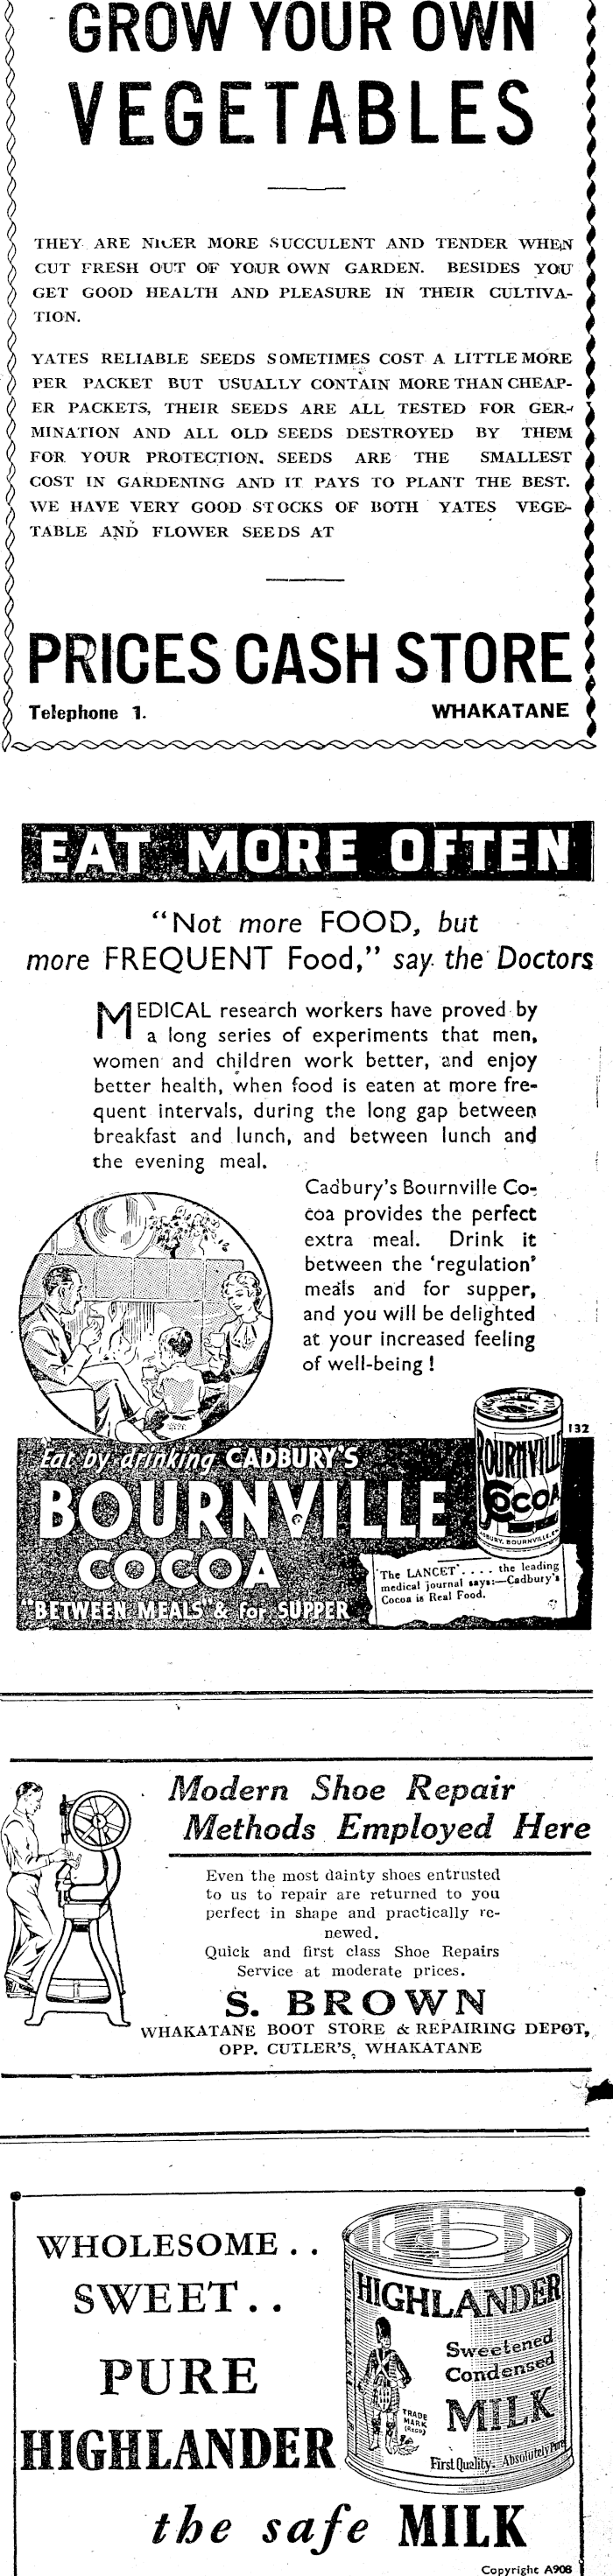 GROW YOUR OWN
VEGETABLES
THEY ARE NICER MORE SUCCULENT AND TENDER WHEN
CUT FRESH OUT OF YOUR OWN GARDEN. BESIDES YOU
GET GOOD HEALTH AND PLEASURE IN THEIR CULTIVA-
TION.
YATES RELIABLE SEEDS SOMETIMES COST A LITTLE MORE
PER PACKET BUT USUALLY CONTAIN MORE THAN CHEAP-
ER PACKETS, THEIR SEEDS ARE ALL TESTED FOR GER-
MINATION AND ALL OLD SEEDS DESTROYED BY THEM
FOR YOUR PROTECTION. SEEDS ARE THE SMALLEST
COST IN GARDENING AND IT PAYS TO PLANT THE BEST.
WE HAVE VERY GOOD STOCKS OF BOTH YATES VEGE-
TABLE AND FLOWER SEEDS AT
PRICES CASH STORE
Telephone 1. WHAKATANE
EAT MORE OFTEN
"Not more FOOD, but
more FREQUENT Food," say the Doctors
MEDICAL research workers have proved by
a long series of experiments that men,
women and children work better, and enjoy
better health, when food is eaten at more fre-
quent intervals, during the long gap between
breakfast and lunch, and between lunch and
the evening meal.
Cadbury's Bournville Co-
coa provides the perfect
extra meal. Drink it
between the 'regulation'
meals and for supper,
and you will be delighted
at your increased feeling
of well-being!
132
BOURNVILLE
COCOA
Eat by drinking CADBURY'S
BOURNVILLE
COCOA
"BETWEEN MEALS" & for SUPPER
'The LANCET' .... the leading
medical journal says:—Cadbury's
Cocoa is Real Food.
Modern Shoe Repair
Methods Employed Here
Even the most dainty shoes entrusted
to us to repair are returned to you
perfect in shape and practically re-
newed.
Quick and first class Shoe Repairs
Service at moderate prices.
S. BROWN
WHAKATANE BOOT STORE & REPAIRING DEPOT,
OPP. CUTLER'S, WHAKATANE
WHOLESOME . .
SWEET . .
PURE
HIGHLANDER
the safe MILK
HIGHLANDER
Sweetened
Condensed
MILK
TRADE
MARK
(REGD)
First Quality. Absolutely Pure
Copyright A908